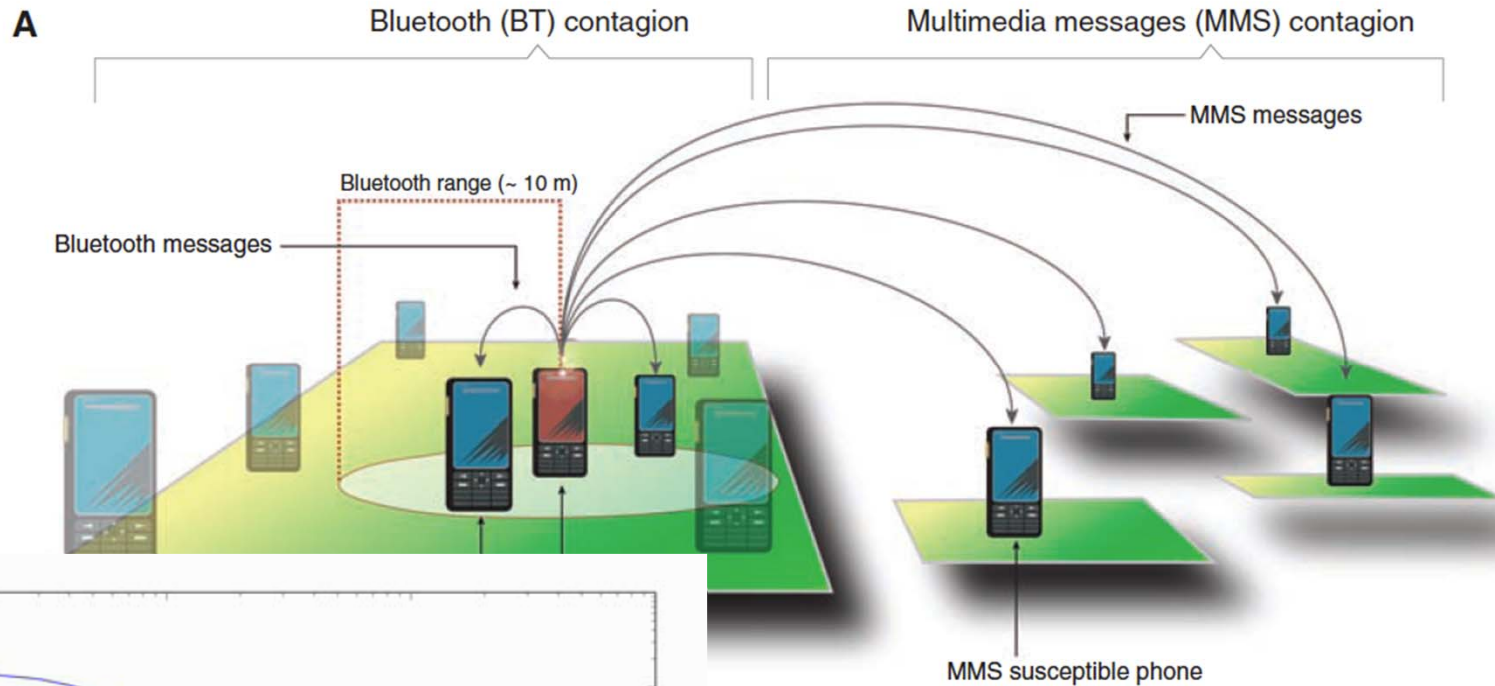 A
Bluetooth (BT) contagion
Multimedia messages (MMS) contagion
MMS messages
Bluetooth range (~ 10 m)
Bluetooth messages
MMS susceptible phone